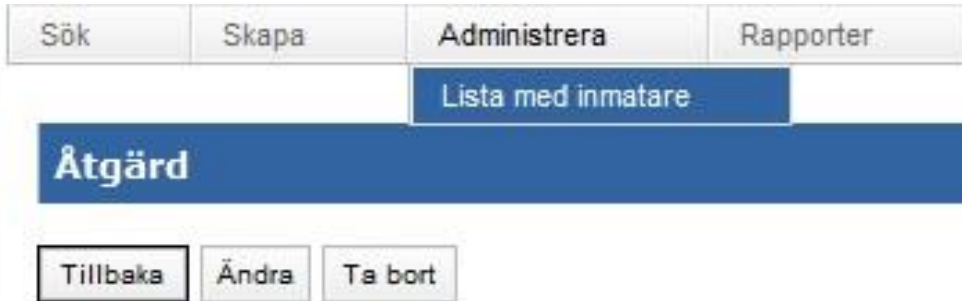 Sök Skapa Administrera Rapporter
Lista med inmatare
Åtgärd
Tillbaka Ändra Ta bort